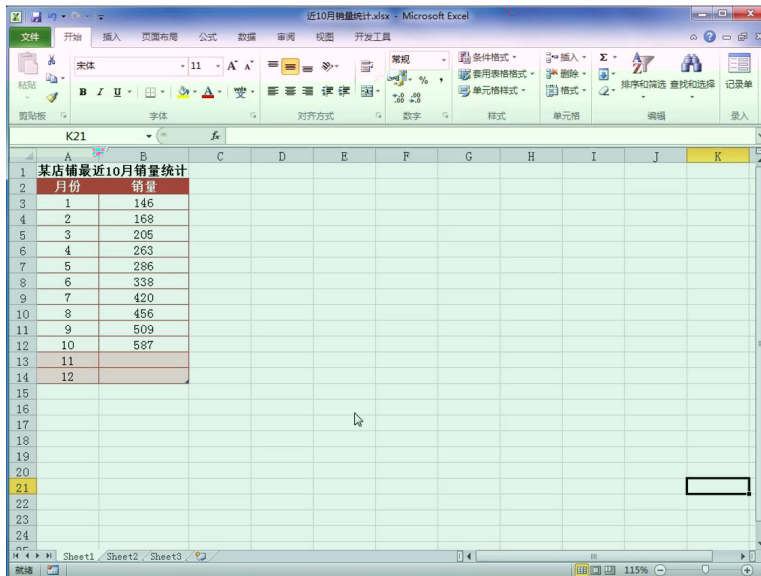 近10月销量统计.xlsx - Microsoft Excel
文件 开始 插入 页面布局 公式 数据 审阅 视图 开发工具
宋体 11 常规 条件格式 插入 Σ
粘贴 套用表格格式 删除 排序和筛选 查找和选择 记录单
B I U A 变 % , 单元格样式 格式
剪贴板 字体 对齐方式 数字 样式 单元格 编辑 录入
K21 fx
A B C D E F G H I J K
1 某店铺最近10月销量统计
2 月份 销量
3 1 146
4 2 168
5 3 205
6 4 263
7 5 286
8 6 338
9 7 420
10 8 456
11 9 509
12 10 587
13 11
14 12
15
16
17
18
19
20
21
22
23
24
25
Sheet1 Sheet2 Sheet3
就绪 115%